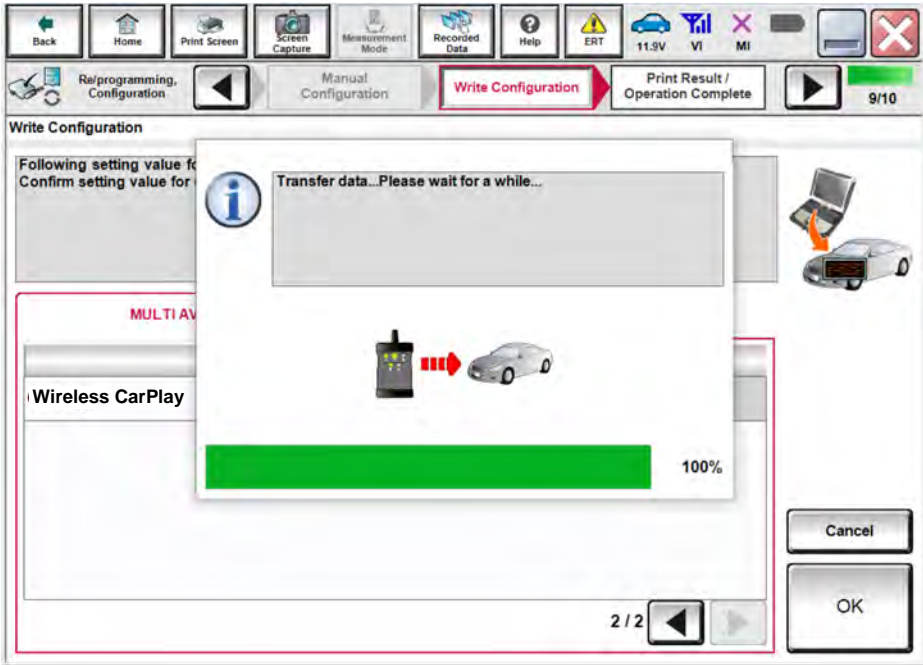 Back
Home
Print Screen
Screen
Capture
Measurement
Mode
Recorded
Data
Help
ERT
11.9V
VI
MI
Re/programming,
Configuration
Manual
Configuration
Write Configuration
Print Result /
Operation Complete
9/10
Write Configuration
Following setting value fo
Confirm setting value for
Transfer data...Please wait for a while...
MULTI AV
Wireless CarPlay
100%
Cancel
OK
2 / 2